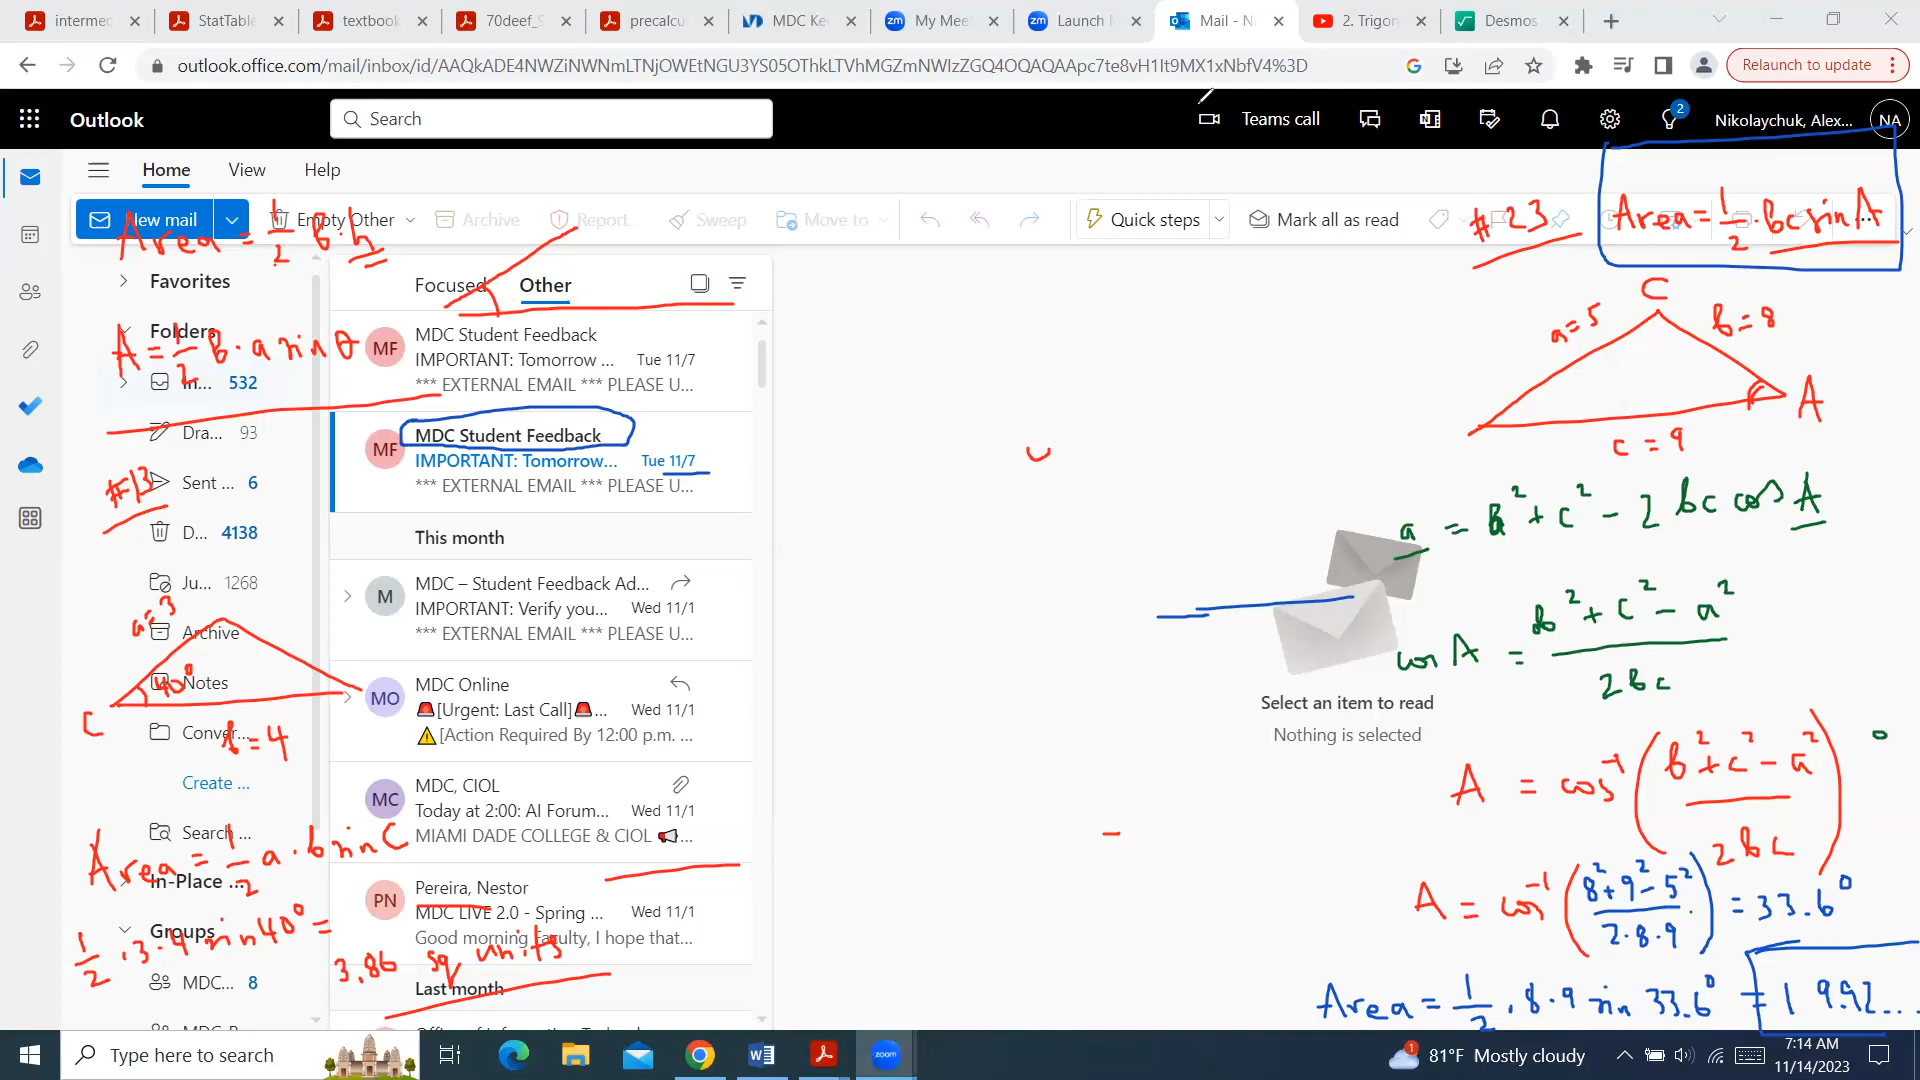 intermed
StatTable
textbook
70deef_9
precalcu
MDC Ke
My Mee
Launch
Mail - Ni
2. Trigon
Desmos
outlook.office.com/mail/inbox/id/AAQkADE4NWZiNWNmLTNjOWEtNGU3YS05OThkLTVhMGZmNWIzZGQ4OQAQAApc7te8vH1It9MX1xNbfV4%3D
Relaunch to update
Outlook
Search
Teams call
2
Nikolaychuk, Alex...
NA
Home View Help
New mail
Empty Other
Archive
Report
Sweep
Move to
Quick steps
Mark all as read
Area = 1/2 b·h
#23
Area = 1/2 · bc sin A
Favorites
Folders
A = 1/2 b · a sin θ
In... 532
Dra... 93
#13
Sent ... 6
D... 4138
Ju... 1268
a=3
Archive
40°
Notes
C
Conver...
b=4
Create ...
Search ...
Area = 1/2 a · b sin C
In-Place ...
Groups
1/2 · 3 · 4 sin 40° =
3.86 sq units
MDC... 8
Focused Other
MF
MDC Student Feedback
IMPORTANT: Tomorrow ... Tue 11/7
*** EXTERNAL EMAIL *** PLEASE U...
MF
MDC Student Feedback
IMPORTANT: Tomorrow... Tue 11/7
*** EXTERNAL EMAIL *** PLEASE U...
This month
M
MDC – Student Feedback Ad...
IMPORTANT: Verify you... Wed 11/1
*** EXTERNAL EMAIL *** PLEASE U...
MO
MDC Online
[Urgent: Last Call]... Wed 11/1
[Action Required By 12:00 p.m. ...
MC
MDC, CIOL
Today at 2:00: AI Forum... Wed 11/1
MIAMI DADE COLLEGE & CIOL
PN
Pereira, Nestor
MDC LIVE 2.0 - Spring ... Wed 11/1
Good morning Faculty, I hope that...
Last month
Select an item to read
Nothing is selected
C
a=5
b=8
A
c=9
a = b² + c² - 2bc cos A
cos A = (b² + c² - a²) / 2bc
A = cos⁻¹ ((b² + c² - a²) / 2bc)
A = cos⁻¹ ((8² + 9² - 5²) / 2·8·9) = 33.6°
Area = 1/2 · 8 · 9 sin 33.6° = 19.92...
Type here to search
zoom
1
81°F Mostly cloudy
7:14 AM
11/14/2023